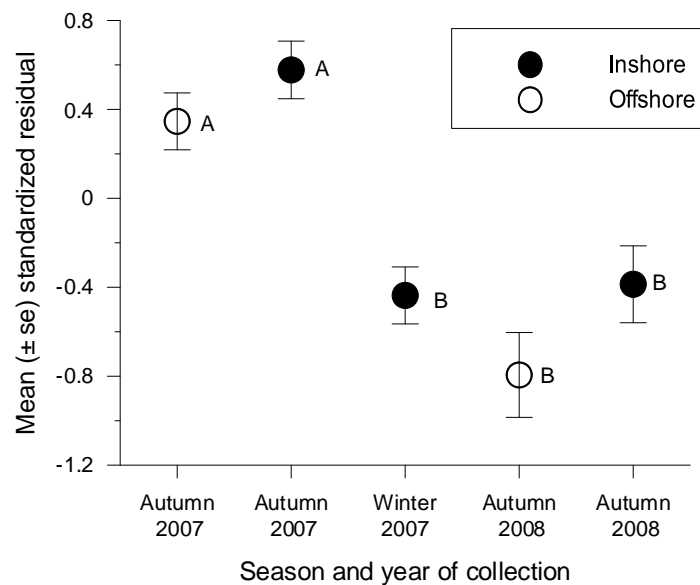 Mean (± se) standardized residual
0.8
0.4
0
-0.4
-0.8
-1.2
Inshore
Offshore
A
A
B
B
B
Autumn
2007
Autumn
2007
Winter
2007
Autumn
2008
Autumn
2008
Season and year of collection